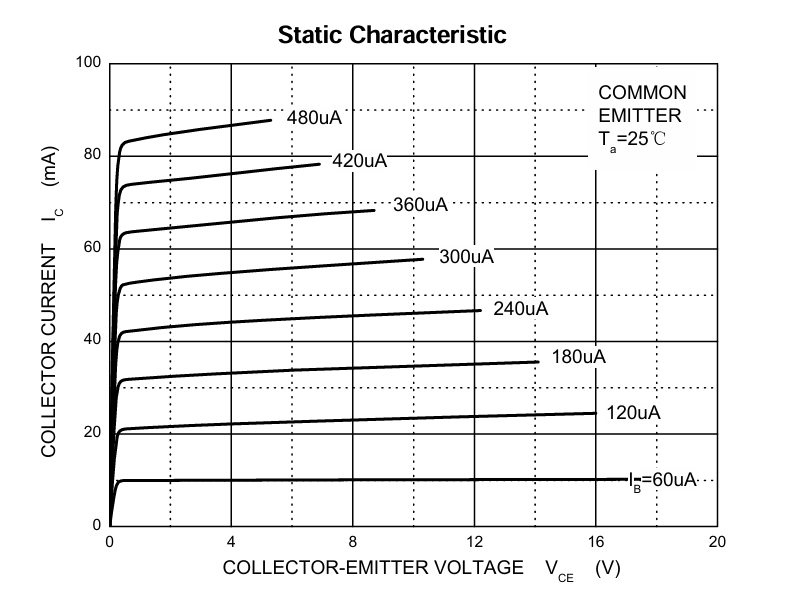 Static Characteristic
100
80
60
40
20
0
COLLECTOR CURRENT I_C (mA)
480uA
420uA
360uA
300uA
240uA
180uA
120uA
I_B=60uA
COMMON
EMITTER
T_a=25℃
0 4 8 12 16 20
COLLECTOR-EMITTER VOLTAGE V_CE (V)